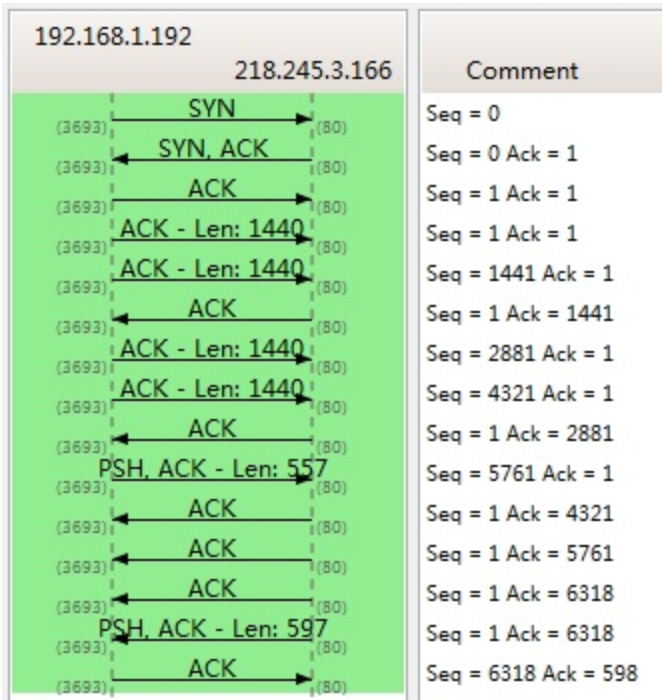 192.168.1.192
218.245.3.166
Comment
SYN
(3693) (80)
Seq = 0
SYN, ACK
(3693) (80)
Seq = 0 Ack = 1
ACK
(3693) (80)
Seq = 1 Ack = 1
ACK - Len: 1440
(3693) (80)
Seq = 1 Ack = 1
ACK - Len: 1440
(3693) (80)
Seq = 1441 Ack = 1
ACK
(3693) (80)
Seq = 1 Ack = 1441
ACK - Len: 1440
(3693) (80)
Seq = 2881 Ack = 1
ACK - Len: 1440
(3693) (80)
Seq = 4321 Ack = 1
ACK
(3693) (80)
Seq = 1 Ack = 2881
PSH, ACK - Len: 557
(3693) (80)
Seq = 5761 Ack = 1
ACK
(3693) (80)
Seq = 1 Ack = 4321
ACK
(3693) (80)
Seq = 1 Ack = 5761
ACK
(3693) (80)
Seq = 1 Ack = 6318
PSH, ACK - Len: 597
(3693) (80)
Seq = 1 Ack = 6318
ACK
(3693) (80)
Seq = 6318 Ack = 598